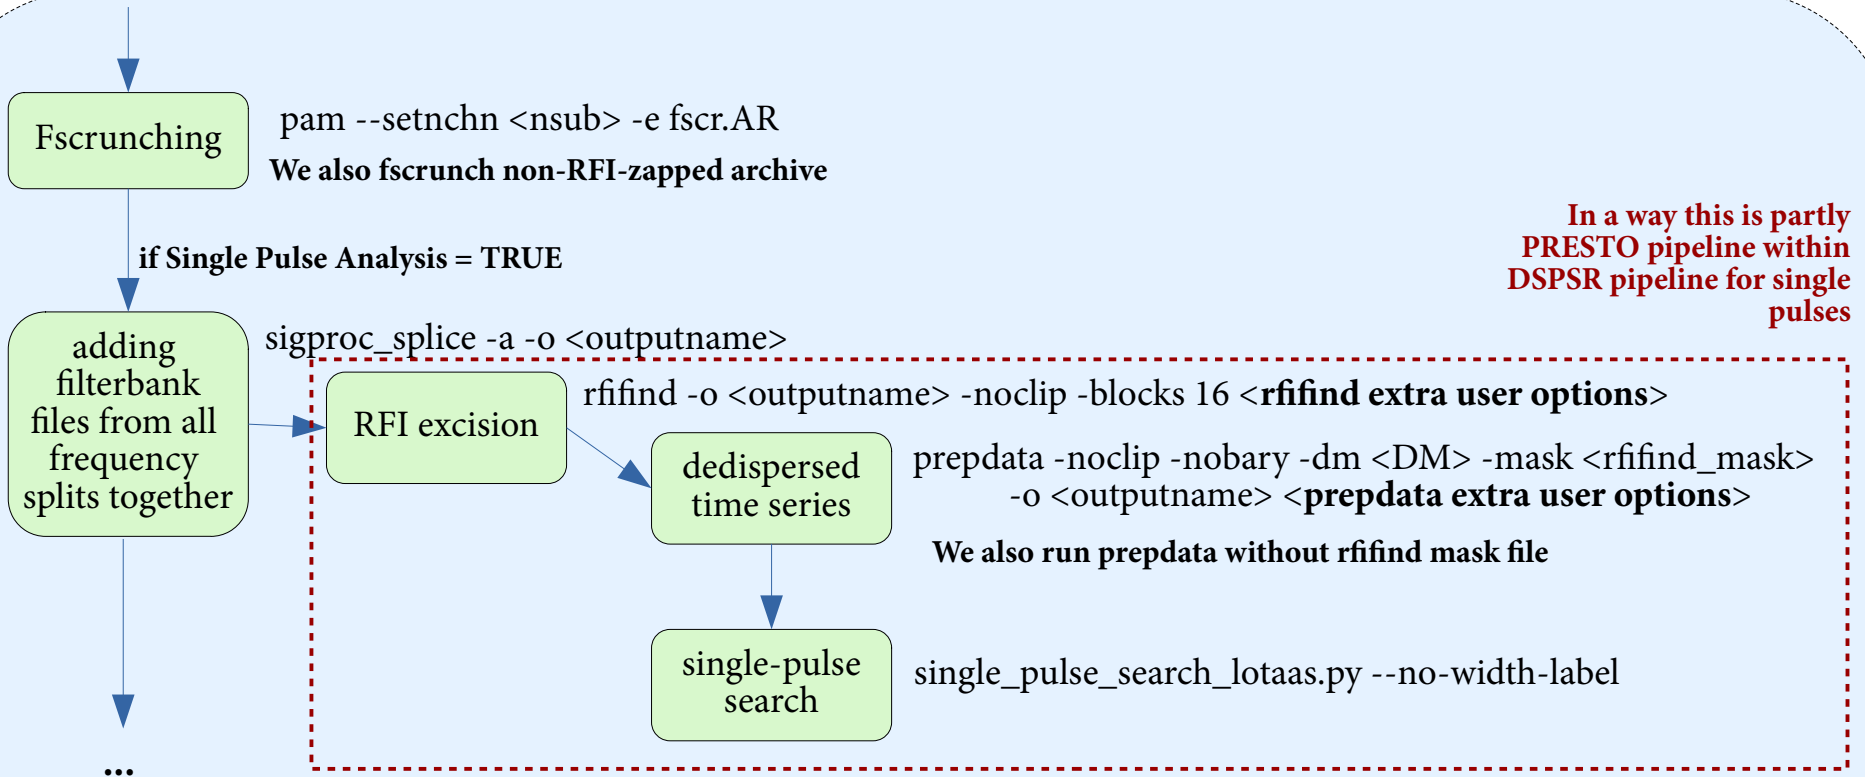 Fscrunching
pam --setnchn <nsub> -e fscr.AR
We also fscrunch non-RFI-zapped archive
if Single Pulse Analysis = TRUE
In a way this is partly
PRESTO pipeline within
DSPSR pipeline for single
pulses
adding
filterbank
files from all
frequency
splits together
sigproc_splice -a -o <outputname>
RFI excision
rfifind -o <outputname> -noclip -blocks 16 <rfifind extra user options>
dedispersed
time series
prepdata -noclip -nobary -dm <DM> -mask <rfifind_mask>
-o <outputname> <prepdata extra user options>
We also run prepdata without rfifind mask file
single-pulse
search
single_pulse_search_lotaas.py --no-width-label
...